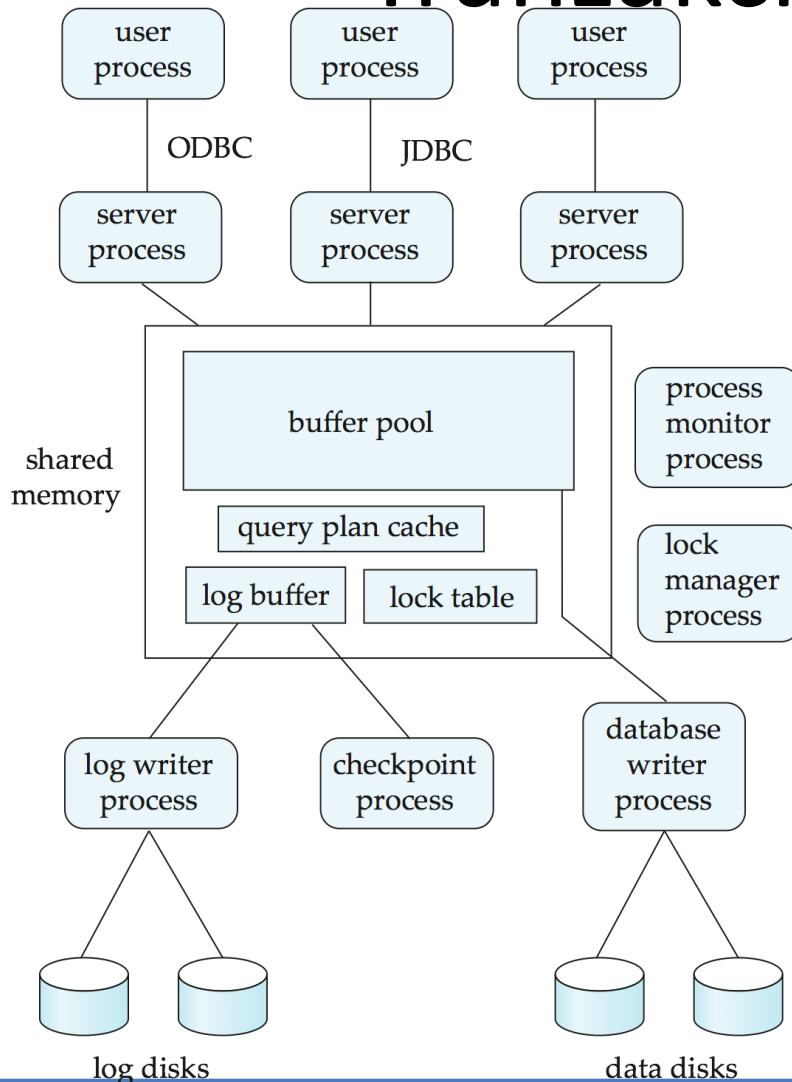 user
process
user
process
user
process
ODBC
JDBC
server
process
server
process
server
process
shared
memory
buffer pool
query plan cache
log buffer
lock table
process
monitor
process
lock
manager
process
log writer
process
checkpoint
process
database
writer
process
log disks
data disks